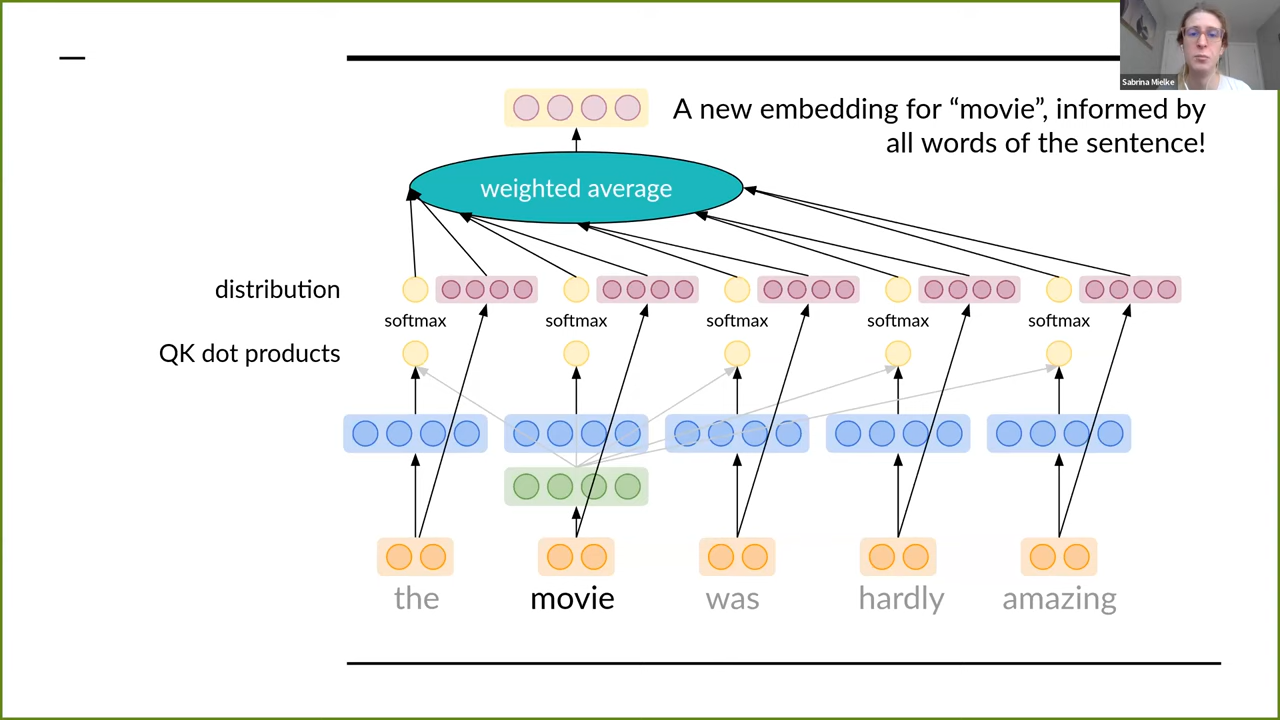 Sabrina Mielke
A new embedding for “movie”, informed by
all words of the sentence!
weighted average
distribution
softmax softmax softmax softmax softmax
QK dot products
the movie was hardly amazing